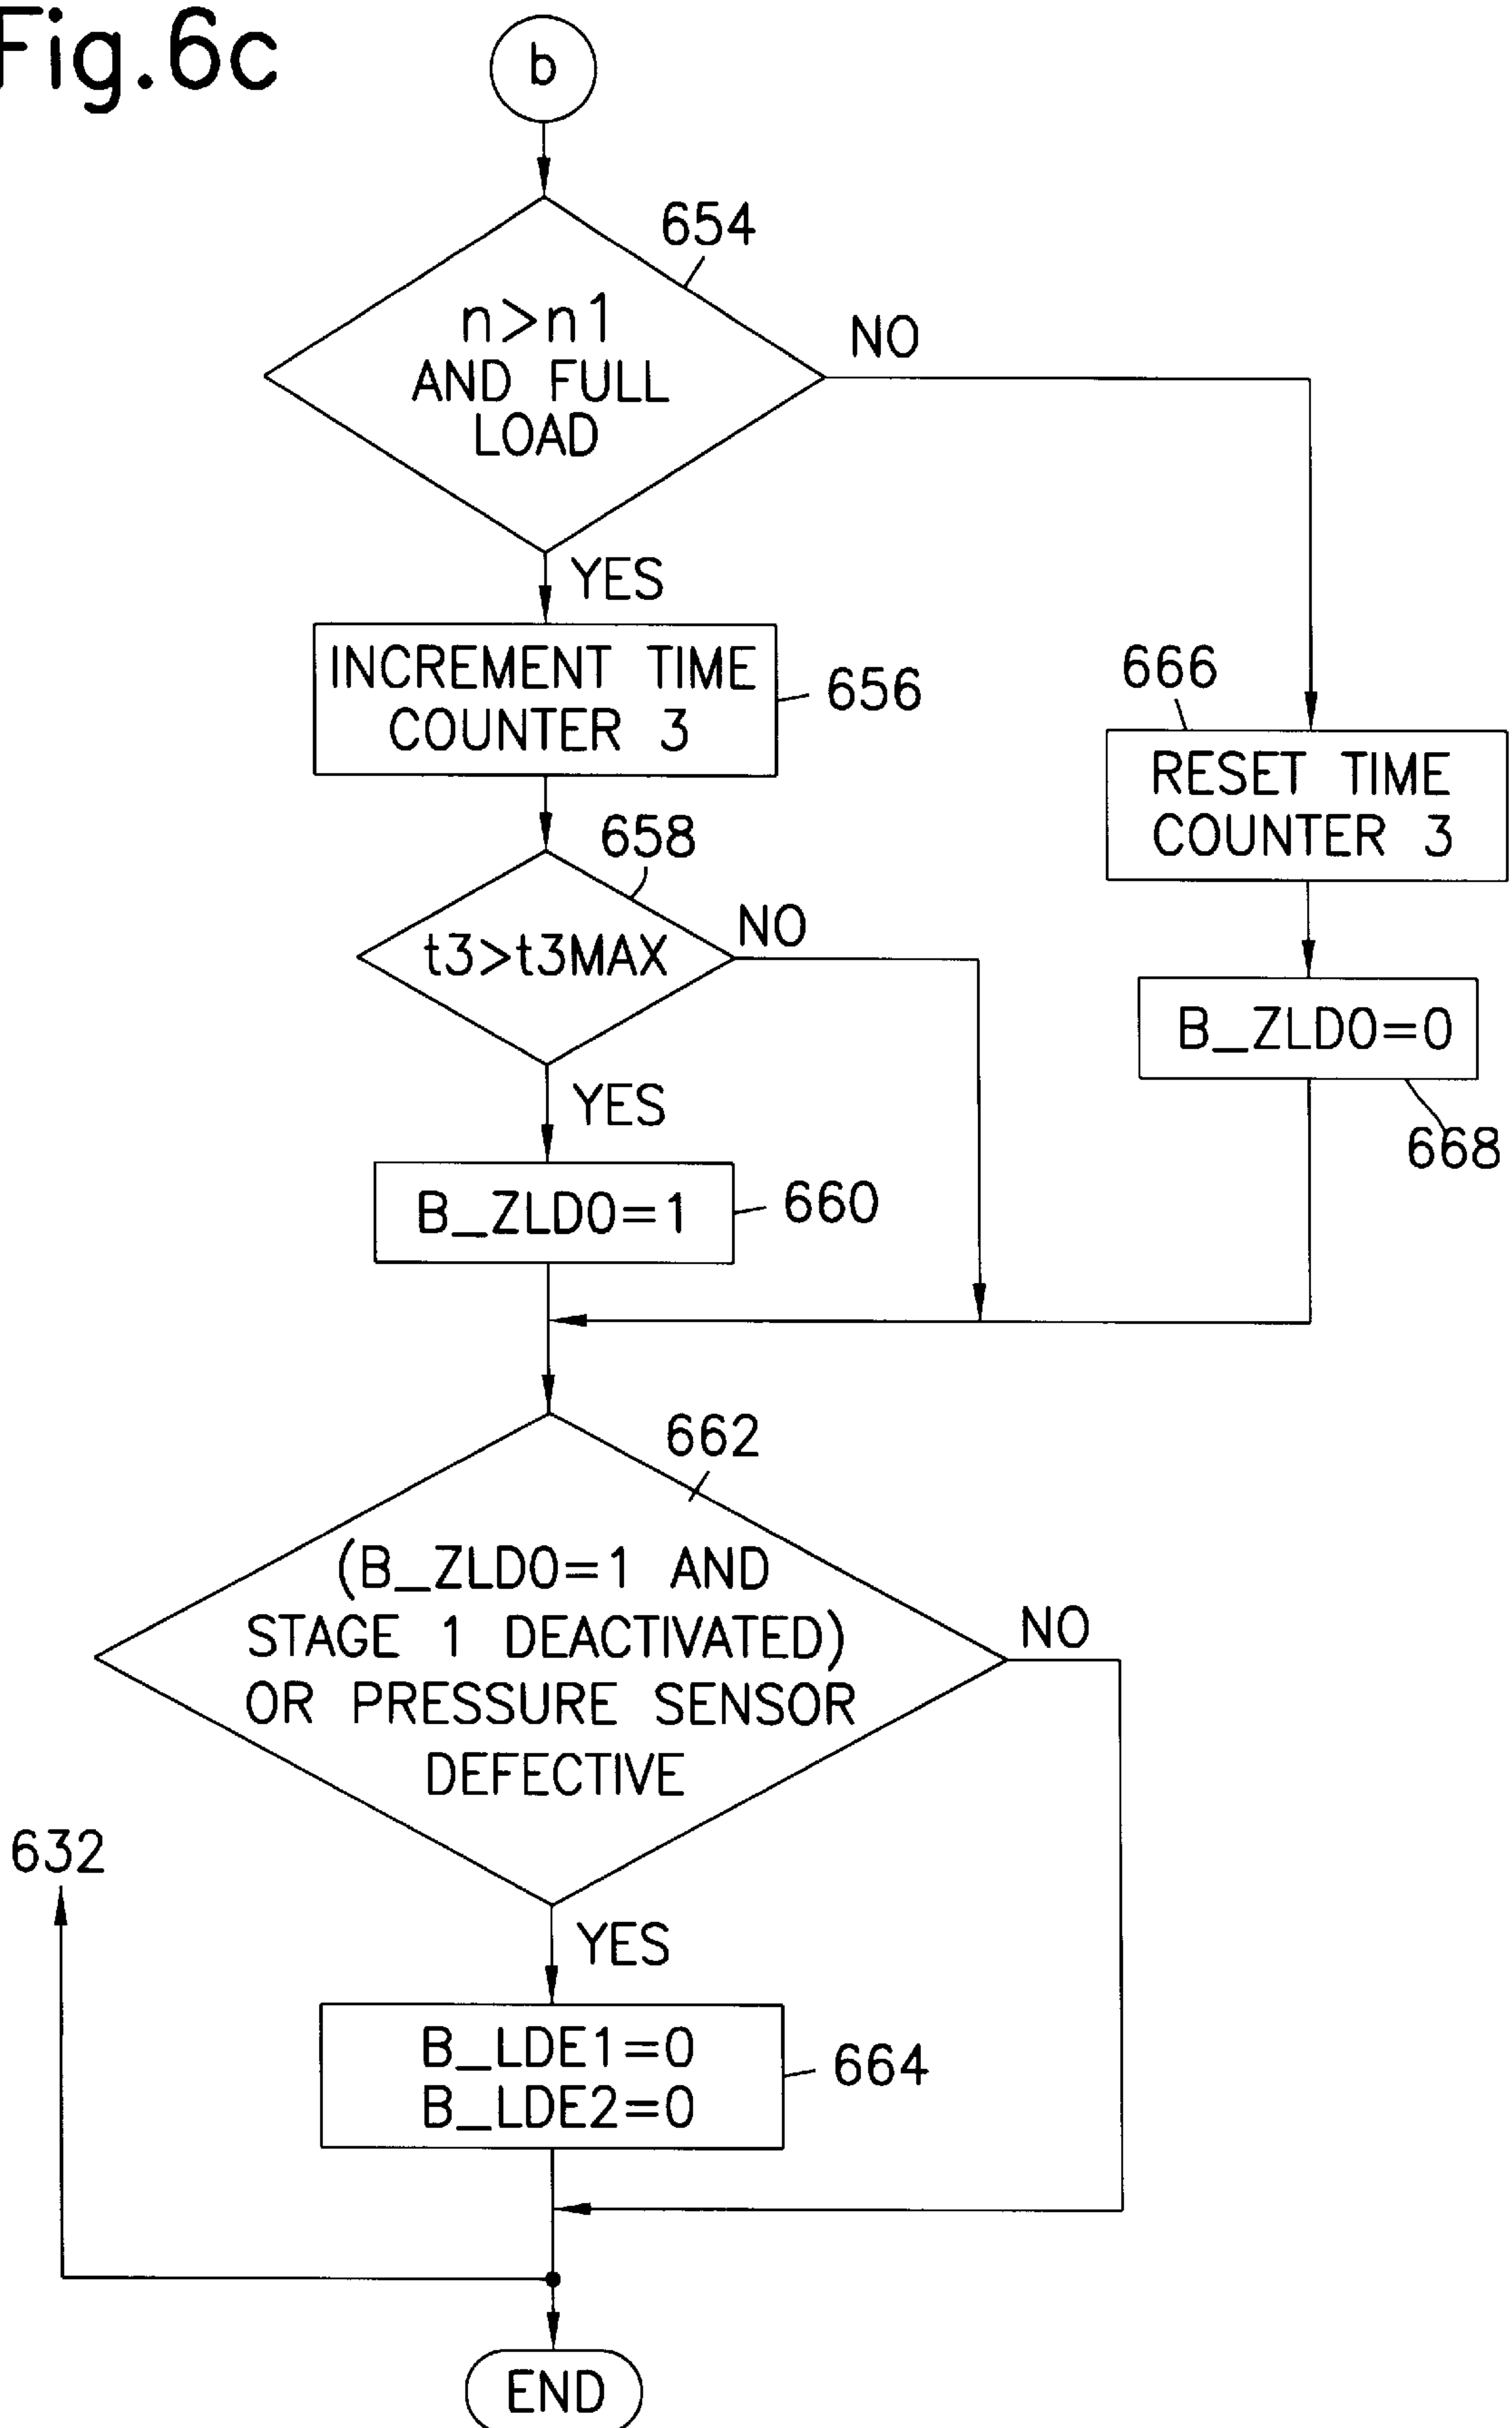 Fig.6c
b
654
n>n1
AND FULL
LOAD
NO
YES
INCREMENT TIME
COUNTER 3
656
666
RESET TIME
COUNTER 3
658
t3>t3MAX
NO
B_ZLD0=0
668
YES
B_ZLD0=1
660
662
(B_ZLD0=1 AND
STAGE 1 DEACTIVATED)
OR PRESSURE SENSOR
DEFECTIVE
NO
632
YES
B_LDE1=0
B_LDE2=0
664
END